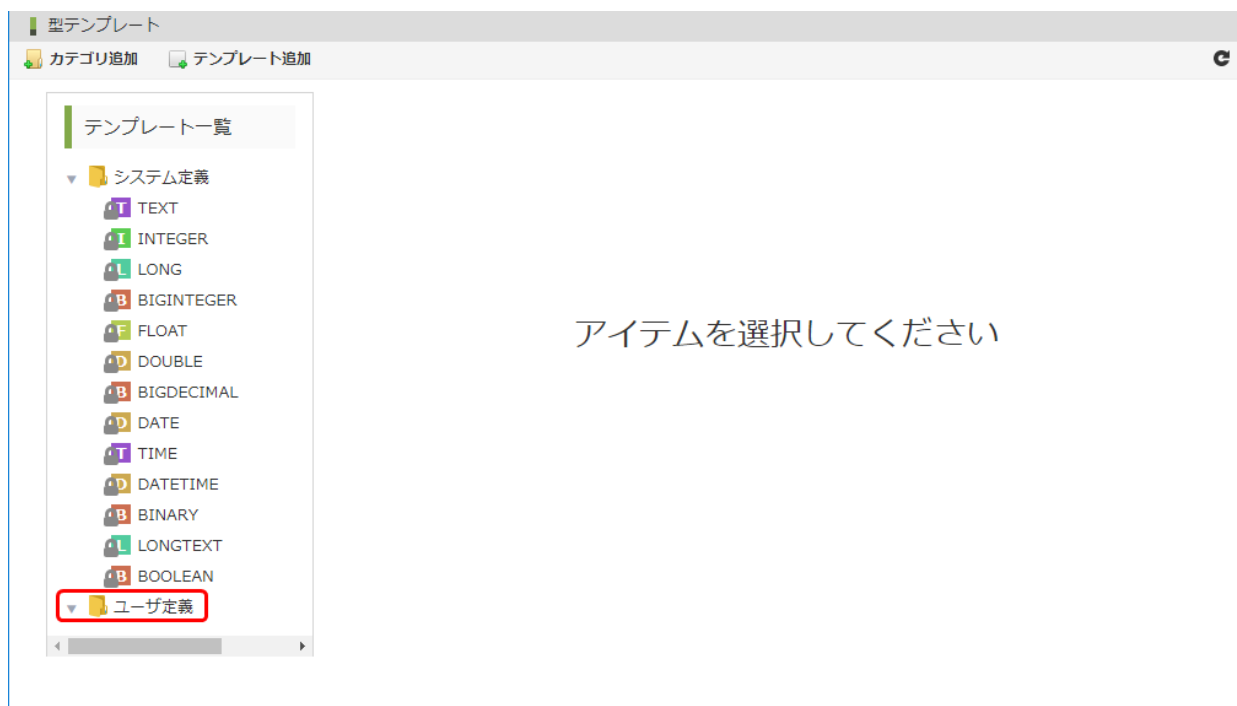 型テンプレート
カテゴリ追加 テンプレート追加
テンプレート一覧
システム定義
T TEXT
I INTEGER
L LONG
B BIGINTEGER
F FLOAT
D DOUBLE
B BIGDECIMAL
D DATE
T TIME
D DATETIME
B BINARY
L LONGTEXT
B BOOLEAN
ユーザ定義
アイテムを選択してください